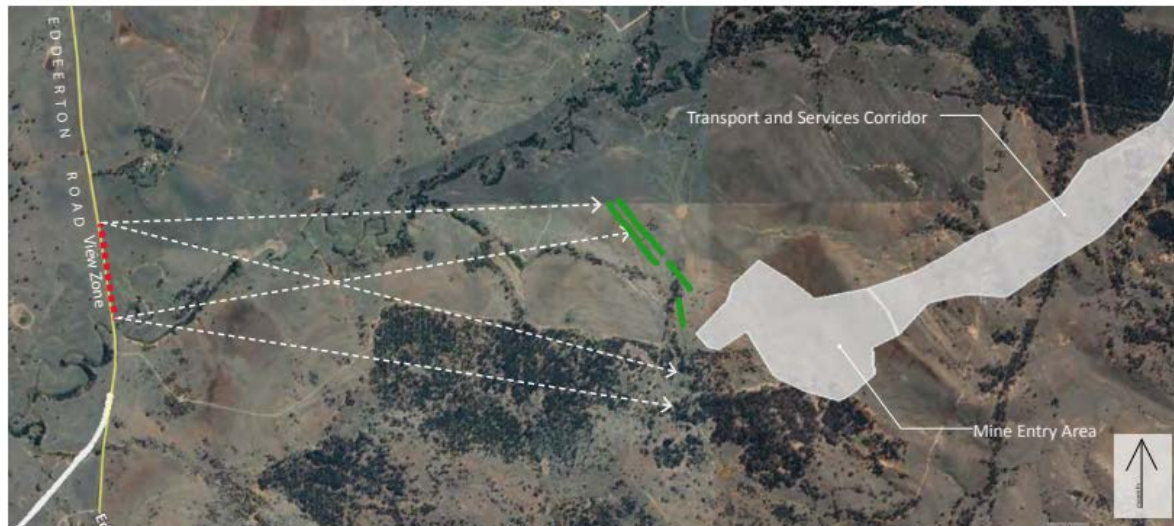 EDDEERTON ROAD
View Zone
Transport and Services Corridor
Mine Entry Area